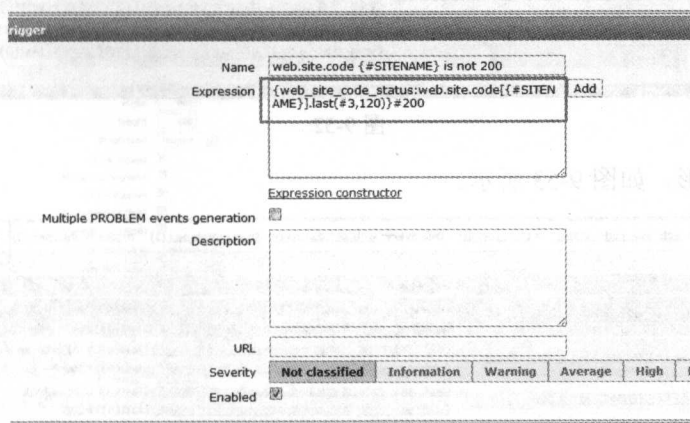 rigger
Name web.site.code {#SITENAME} is not 200
Expression {web_site_code_status:web.site.code[{#SITEN
AME}].last(#3,120)}#200
Add
Expression constructor
Multiple PROBLEM events generation
Description
URL
Severity Not classified Information Warning Average High
Enabled